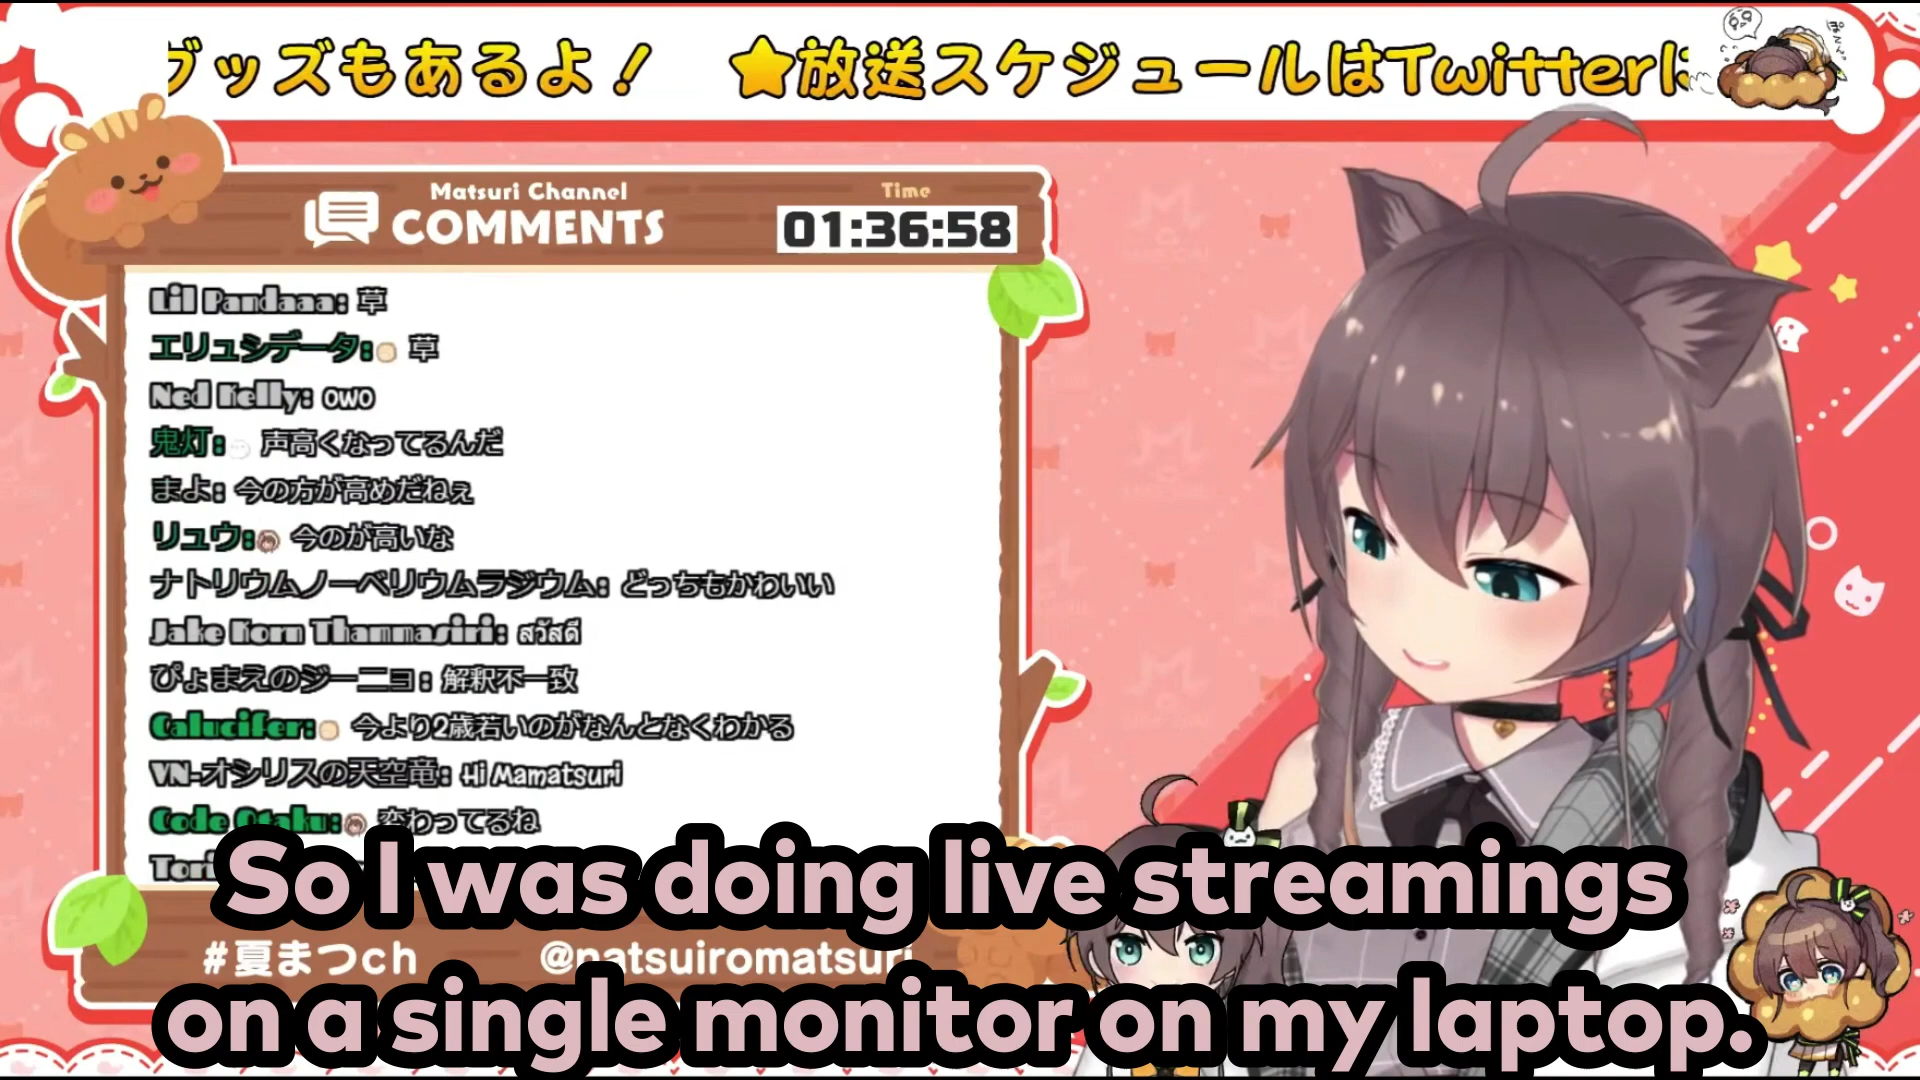 グッズもあるよ！ ★放送スケジュールはTwitterに
Matsuri Channel
COMMENTS
Time
01:36:58
Lil Pandaaa: 草
エリュシデータ: 草
Ned Kelly: OWO
鬼灯: 声高くなってるんだ
まよ: 今の方が高めだねぇ
リュウ: 今のが高いな
ナトリウムノーベリウムラジウム: どっちもかわいい
Jake Korn Thammasiri: สวัสดี
ぴょまえのジーニョ: 解釈不一致
Calucifer: 今より2歳若いのがなんとなくわかる
VN-オシリスの天空竜: Hi Mamatsuri
Code Otaku: 変わってるね
Tori
So I was doing live streamings
#夏まつch @natsuiromatsuri
on a single monitor on my laptop.